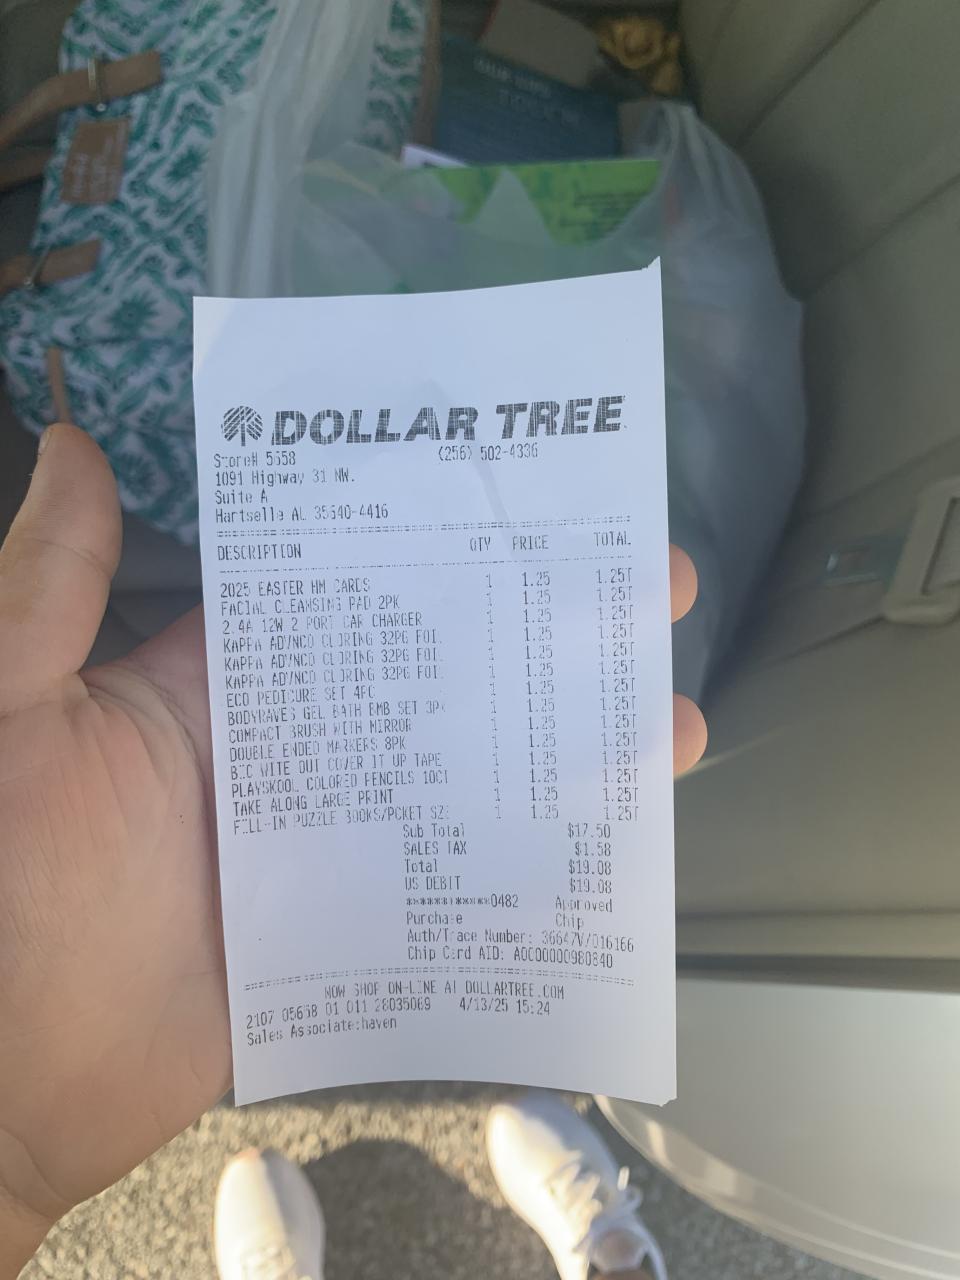 DOLLAR TREE
Store# 5658 (256) 502-4336
1091 Highway 31 NW.
Suite A
Hartselle AL 35640-4416
DESCRIPTION QTY PRICE TOTAL
2025 EASTER HM CARDS 1 1.25 1.25T
FACIAL CLEANSING PAD 2PK 1 1.25 1.25T
2.4A 12W 2 PORT CAR CHARGER 1 1.25 1.25T
KAPPA ADVNCD CLORING 32PG FOI 1 1.25 1.25T
KAPPA ADVNCD CLORING 32PG FOI 1 1.25 1.25T
KAPPA ADVNCD CLORING 32PG FOI 1 1.25 1.25T
ECO PEDICURE SET 4PC 1 1.25 1.25T
BODYRAVES GEL BATH BMB SET 3PK 1 1.25 1.25T
COMPACT BRUSH WITH MIRROR 1 1.25 1.25T
DOUBLE ENDED MARKERS 8PK 1 1.25 1.25T
BIC WITE OUT COVER IT UP TAPE 1 1.25 1.25T
PLAYSKOOL COLORED PENCILS 10CT 1 1.25 1.25T
TAKE ALONG LARGE PRINT 1 1.25 1.25T
FILL-IN PUZZLE BOOKS/PCKET SZ 1 1.25 1.25T
Sub Total $17.50
SALES TAX $1.58
Total $19.08
US DEBIT $19.08
************0482 Approved
Purchase Chip
Auth/Trace Number: 36647V/016166
Chip Card AID: A0000000980840
NOW SHOP ON-LINE AT DOLLARTREE.COM
2107 05658 01 011 28035069 4/13/25 15:24
Sales Associate:haven